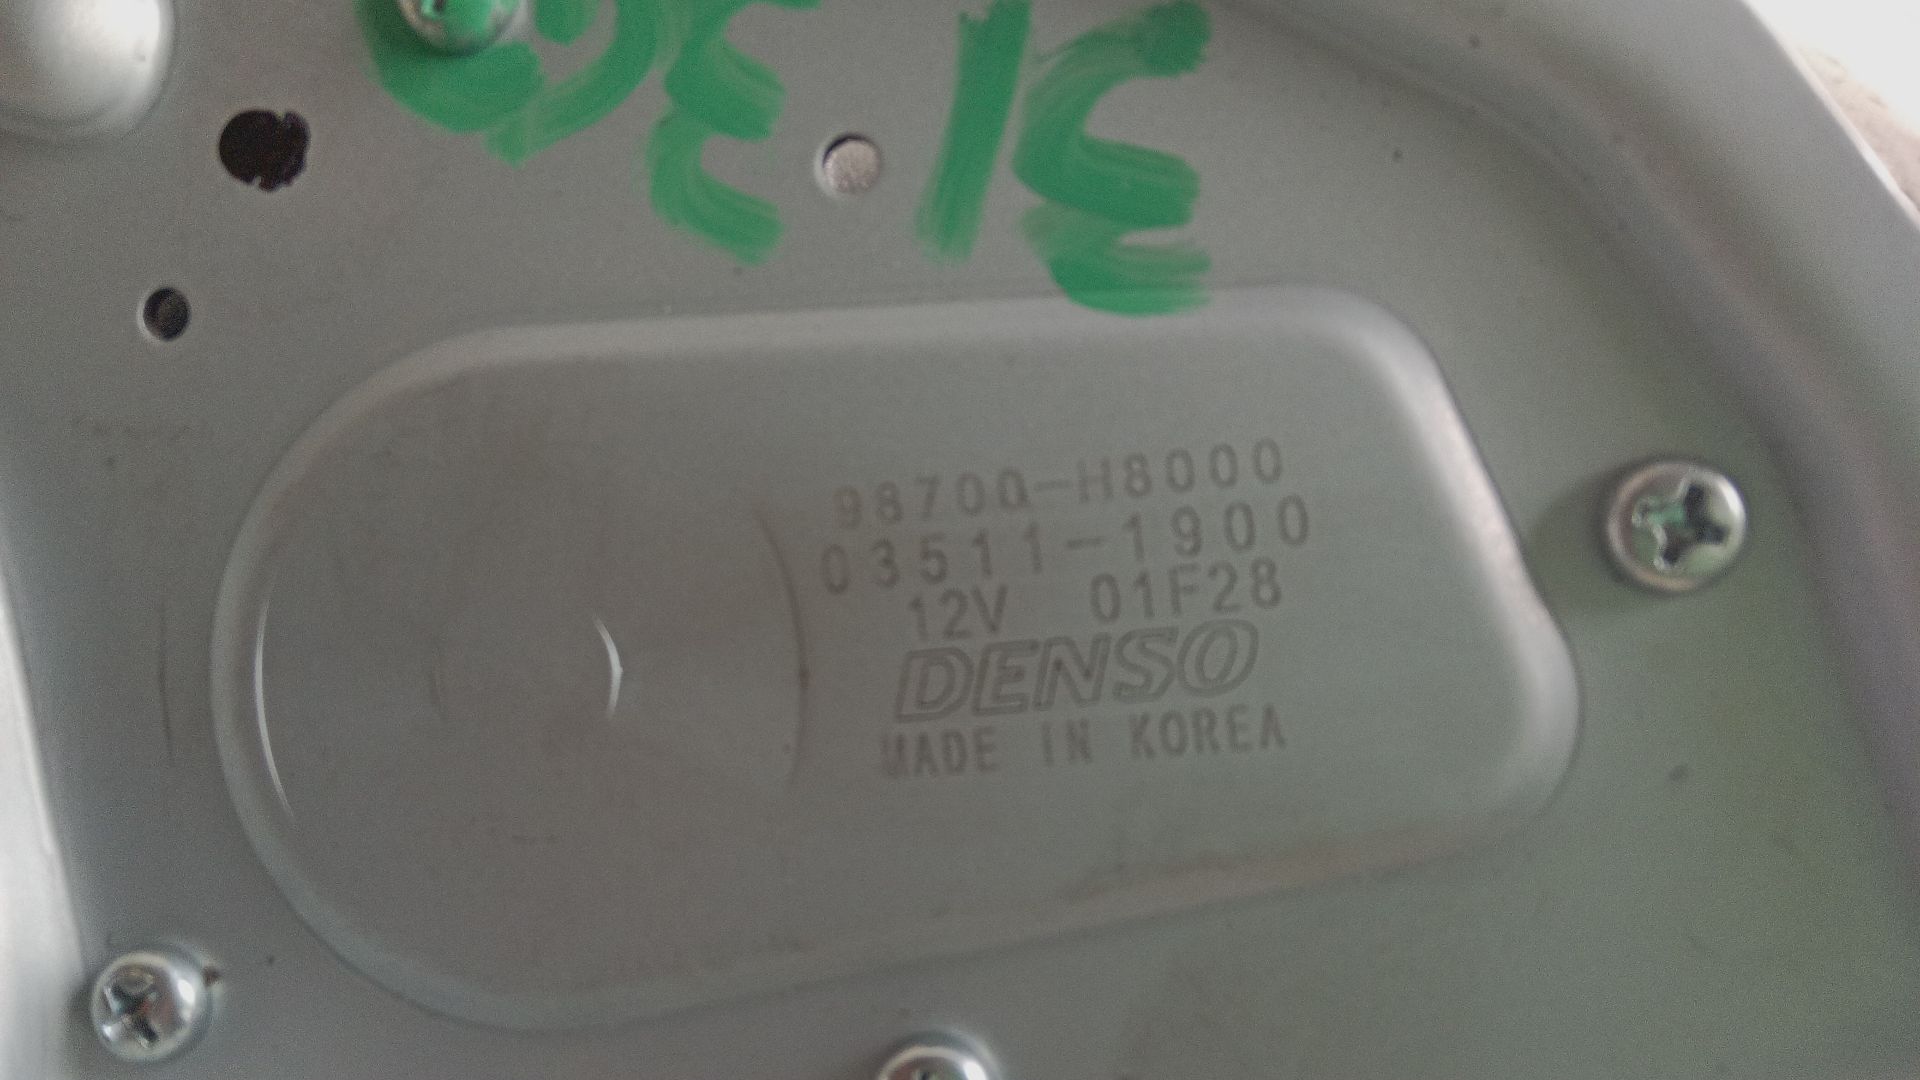 98700-H8000
03511-1900
12V 01F28
DENSO
MADE IN KOREA